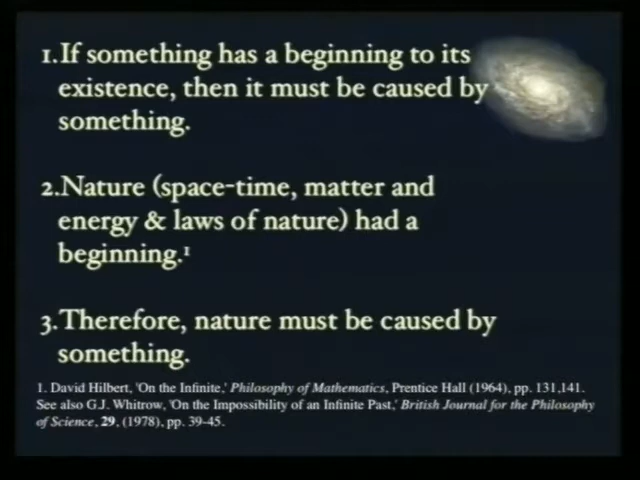 1.If something has a beginning to its
existence, then it must be caused by
something.
2.Nature (space-time, matter and
energy & laws of nature) had a
beginning.¹
3.Therefore, nature must be caused by
something.
1. David Hilbert, 'On the Infinite,' Philosophy of Mathematics, Prentice Hall (1964), pp. 131,141.
See also G.J. Whitrow, 'On the Impossibility of an Infinite Past,' British Journal for the Philosophy
of Science, 29, (1978), pp. 39-45.